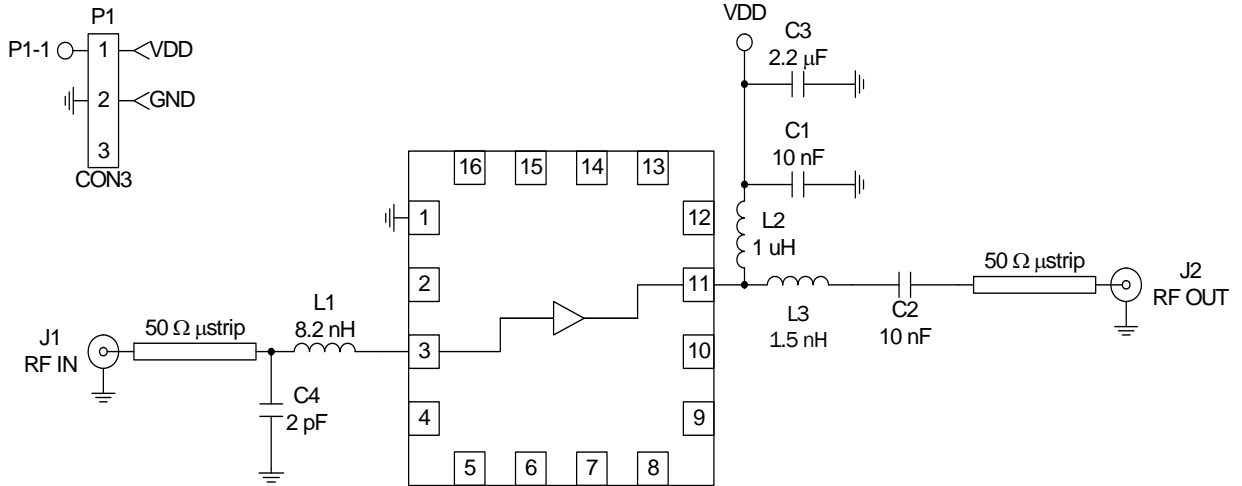 P1
P1-1
1
VDD
2
GND
3
CON3
VDD
C3
2.2 μF
C1
10 nF
L2
1 uH
16
15
14
13
1
12
2
11
3
10
4
9
5
6
7
8
J1
RF IN
50 Ω μstrip
L1
8.2 nH
C4
2 pF
L3
1.5 nH
C2
10 nF
50 Ω μstrip
J2
RF OUT